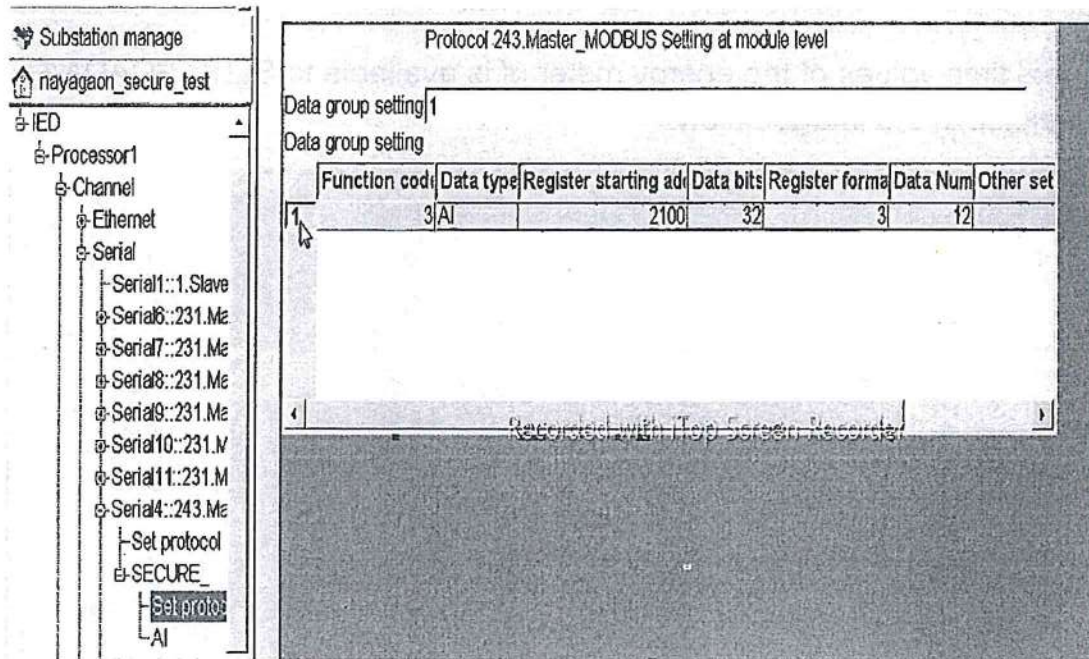 Substation manage
nayagaon_secure_test
IED
Processor1
Channel
Ethernet
Serial
Serial1::1.Slave
Serial6::231.Ma
Serial7::231.Ma
Serial8::231.Ma
Serial9::231.Ma
Serial10::231.M
Serial11::231.M
Serial4::243.Ma
Set protocol
SECURE_
Set protoc
AI
Protocol 243.Master_MODBUS Setting at module level
Data group setting 1
Data group setting
Function code Data type Register starting add Data bits Register forma Data Num Other set
1 3 AI 2100 32 3 12
Recorded with iTop Screen Recorder